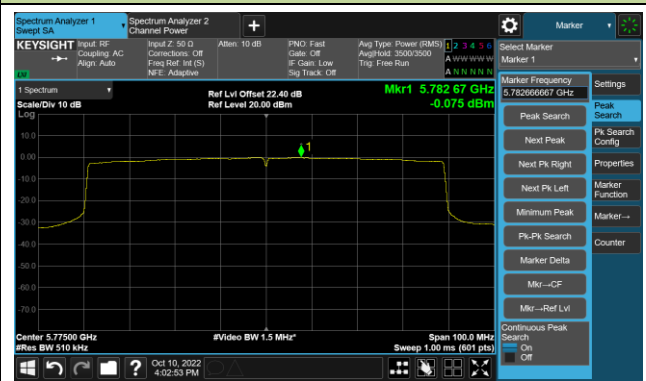 Spectrum Analyzer 1
Swept SA
Spectrum Analyzer 2
Channel Power
+
Marker
KEYSIGHT
Input: RF
Coupling: AC
Align: Auto
Input Z: 50 Ω
Corrections: Off
Freq Ref: Int (S)
NFE: Adaptive
Atten: 10 dB
PNO: Fast
Gate: Off
IF Gain: Low
Sig Track: Off
Avg Type: Power (RMS)
Avg|Hold: 3500/3500
Trig: Free Run
1 2 3 4 5 6
A W W W W W
A N N N N N
LXI
Select Marker
Marker 1
1 Spectrum
Scale/Div 10 dB
Log
Ref Lvl Offset 22.40 dB
Ref Level 20.00 dBm
Mkr1 5.782 67 GHz
-0.075 dBm
Marker Frequency
5.782666667 GHz
Peak Search
Next Peak
Next Pk Right
Next Pk Left
Minimum Peak
Pk-Pk Search
Marker Delta
Mkr→CF
Mkr→Ref Lvl
Continuous Peak
Search
On
Off
Settings
Peak
Search
Pk Search
Config
Properties
Marker
Function
Marker→
Counter
10.0
0.00
-10.0
-20.0
-30.0
-40.0
-50.0
-60.0
-70.0
1
Center 5.77500 GHz
#Res BW 510 kHz
#Video BW 1.5 MHz*
Span 100.0 MHz
Sweep 1.00 ms (601 pts)
?
Oct 10, 2022
4:02:53 PM